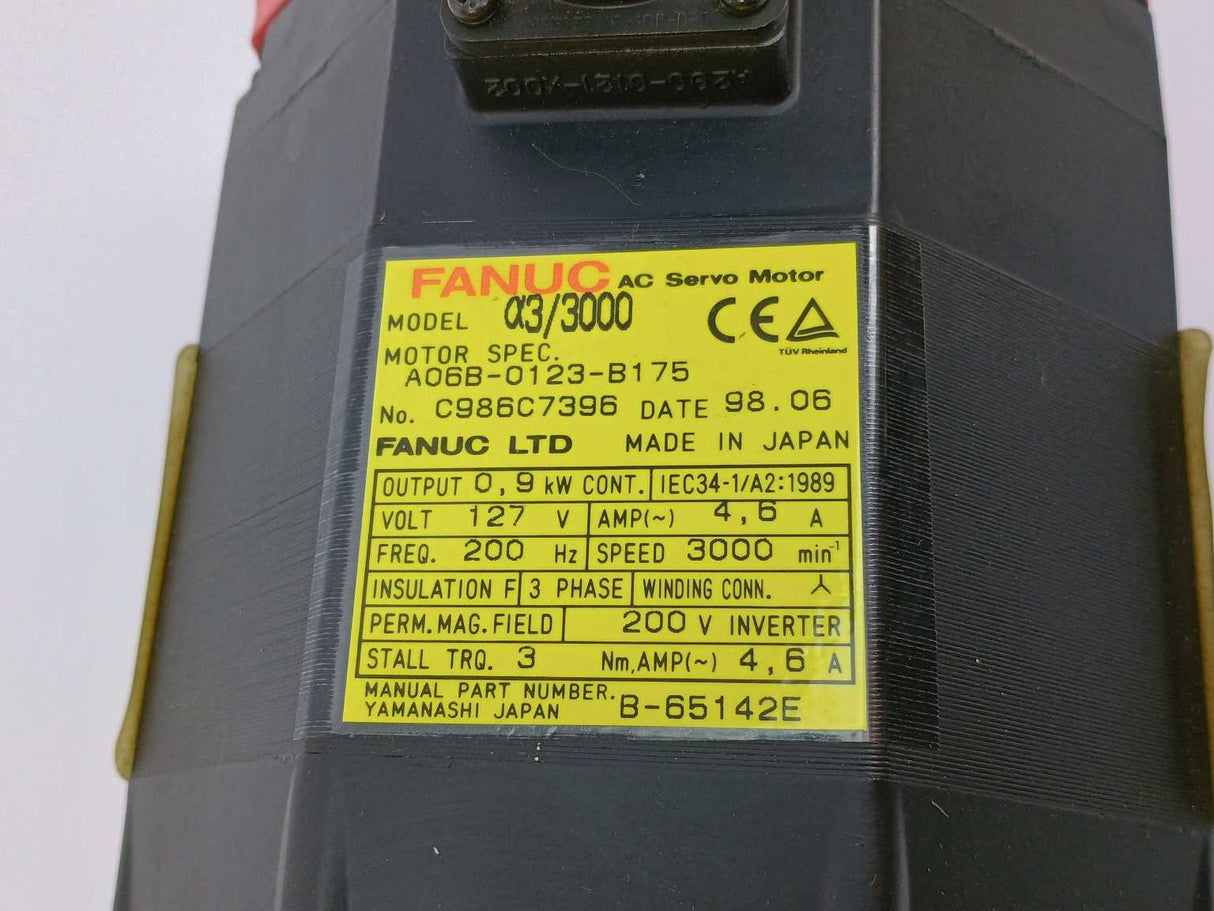 A290-0121-X002
FANUC AC Servo Motor
MODEL α3/3000
CE
TÜV Rheinland
MOTOR SPEC.
A06B-0123-B175
No. C986C7396 DATE 98.06
FANUC LTD MADE IN JAPAN
OUTPUT 0,9 kW CONT. IEC34-1/A2:1989
VOLT 127 V AMP(~) 4,6 A
FREQ. 200 Hz SPEED 3000 min⁻¹
INSULATION F 3 PHASE WINDING CONN.
PERM.MAG.FIELD 200 V INVERTER
STALL TRQ. 3 Nm,AMP(~) 4,6 A
MANUAL PART NUMBER.
YAMANASHI JAPAN B-65142E